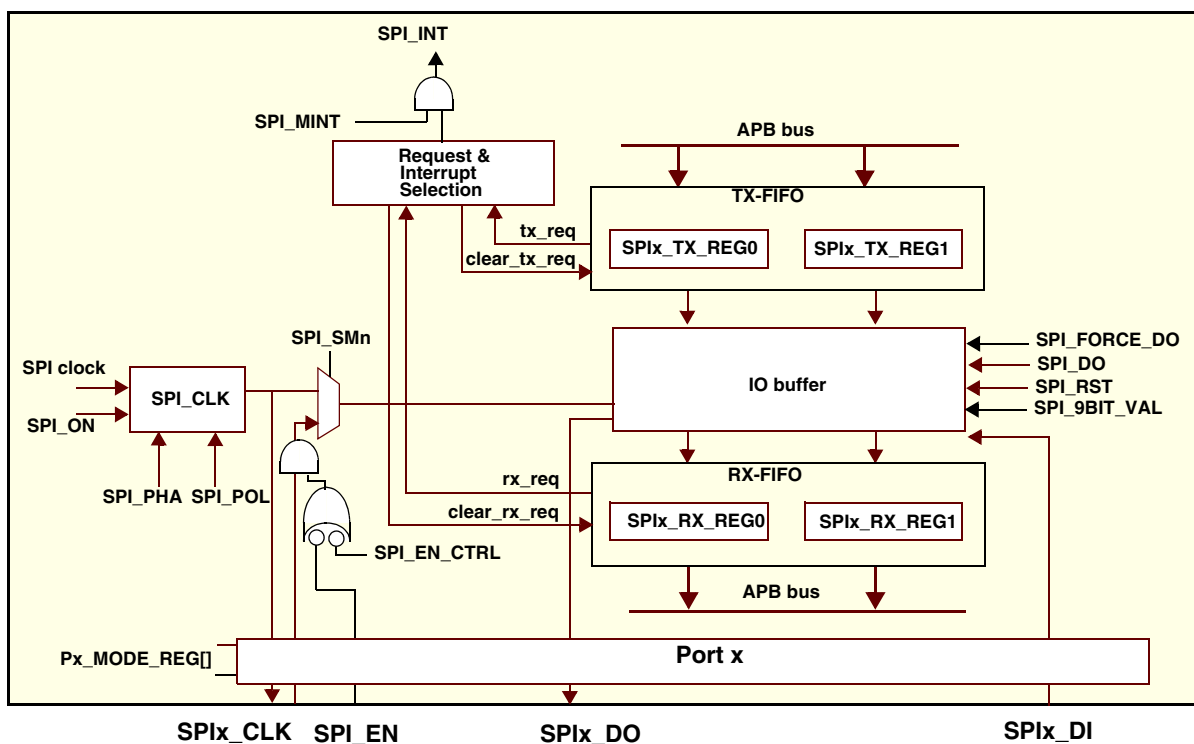 SPI_INT
SPI_MINT
APB bus
Request &
Interrupt
Selection
TX-FIFO
tx_req
SPIx_TX_REG0
SPIx_TX_REG1
clear_tx_req
SPI_SMn
SPI_FORCE_DO
SPI clock
SPI_DO
SPI_CLK
IO buffer
SPI_RST
SPI_ON
SPI_9BIT_VAL
RX-FIFO
rx_req
SPI_PHA
SPI_POL
clear_rx_req
SPIx_RX_REG0
SPIx_RX_REG1
SPI_EN_CTRL
APB bus
Px_MODE_REG[]
Port x
SPIx_CLK
SPI_EN
SPIx_DO
SPIx_DI